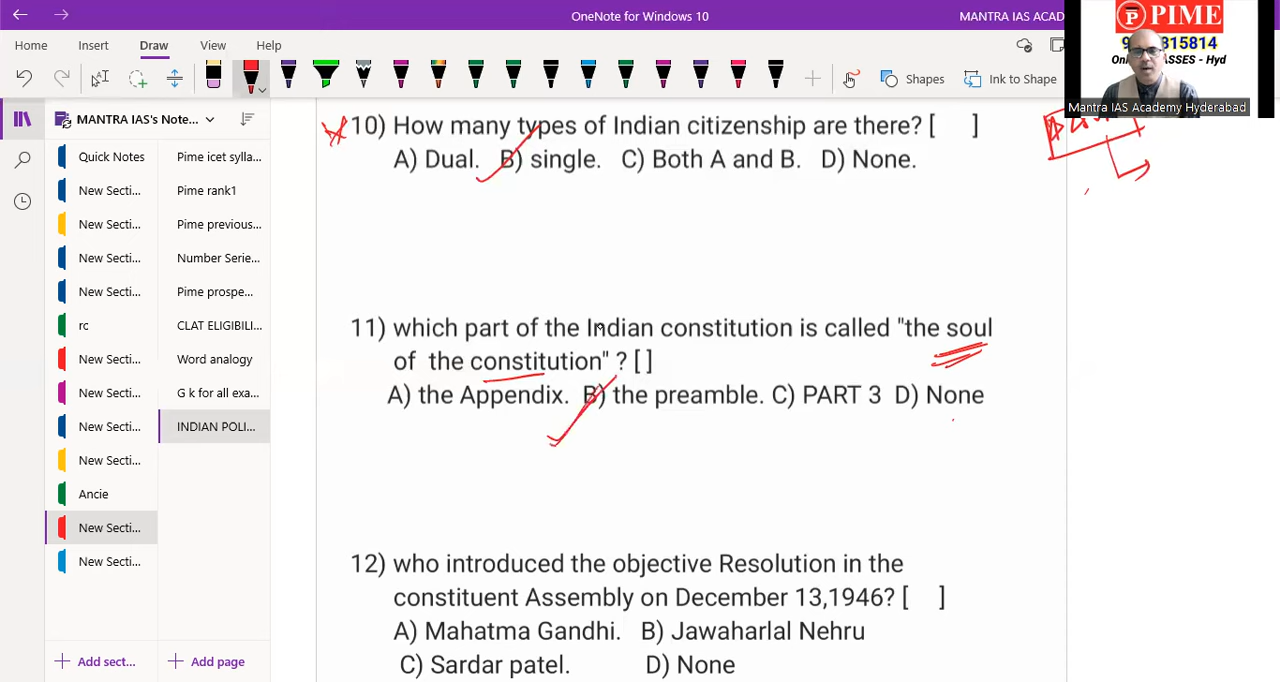 OneNote for Windows 10
MANTRA IAS ACAD
PIME
815814
ASSES - Hyd
Mantra IAS Academy Hyderabad
Home Insert Draw View Help
Shapes
Ink to Shape
MANTRA IAS's Note...
Quick Notes
New Secti...
New Secti...
New Secti...
New Secti...
rc
New Secti...
New Secti...
New Secti...
New Secti...
Ancie
New Secti...
New Secti...
Add sect...
Pime icet sylla...
Pime rank1
Pime previous...
Number Serie...
Pime prospe...
CLAT ELIGIBILI...
Word analogy
G k for all exa...
INDIAN POLI...
Add page
10) How many types of Indian citizenship are there? [ ]
A) Dual. B) single. C) Both A and B. D) None.
11) which part of the Indian constitution is called "the soul
of the constitution" ? [ ]
A) the Appendix. B) the preamble. C) PART 3 D) None
12) who introduced the objective Resolution in the
constituent Assembly on December 13,1946? [ ]
A) Mahatma Gandhi. B) Jawaharlal Nehru
C) Sardar patel. D) None